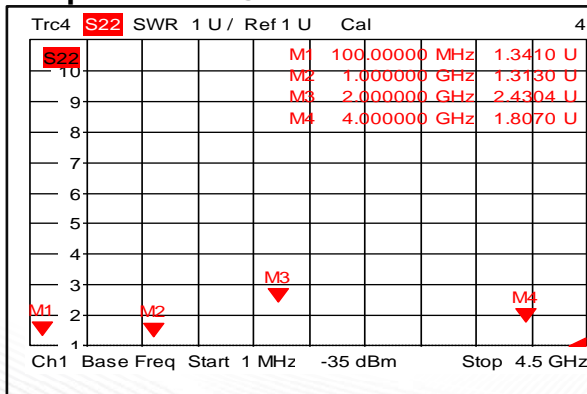 Trc4 S22 SWR 1 U / Ref 1 U Cal 4
S22
M1 100.00000 MHz 1.3410 U
M2 1.000000 GHz 1.3130 U
M3 2.000000 GHz 2.4304 U
M4 4.000000 GHz 1.8070 U
10
9
8
7
6
5
4
3
2
1
M1
M2
M3
M4
Ch1 Base Freq Start 1 MHz -35 dBm Stop 4.5 GHz